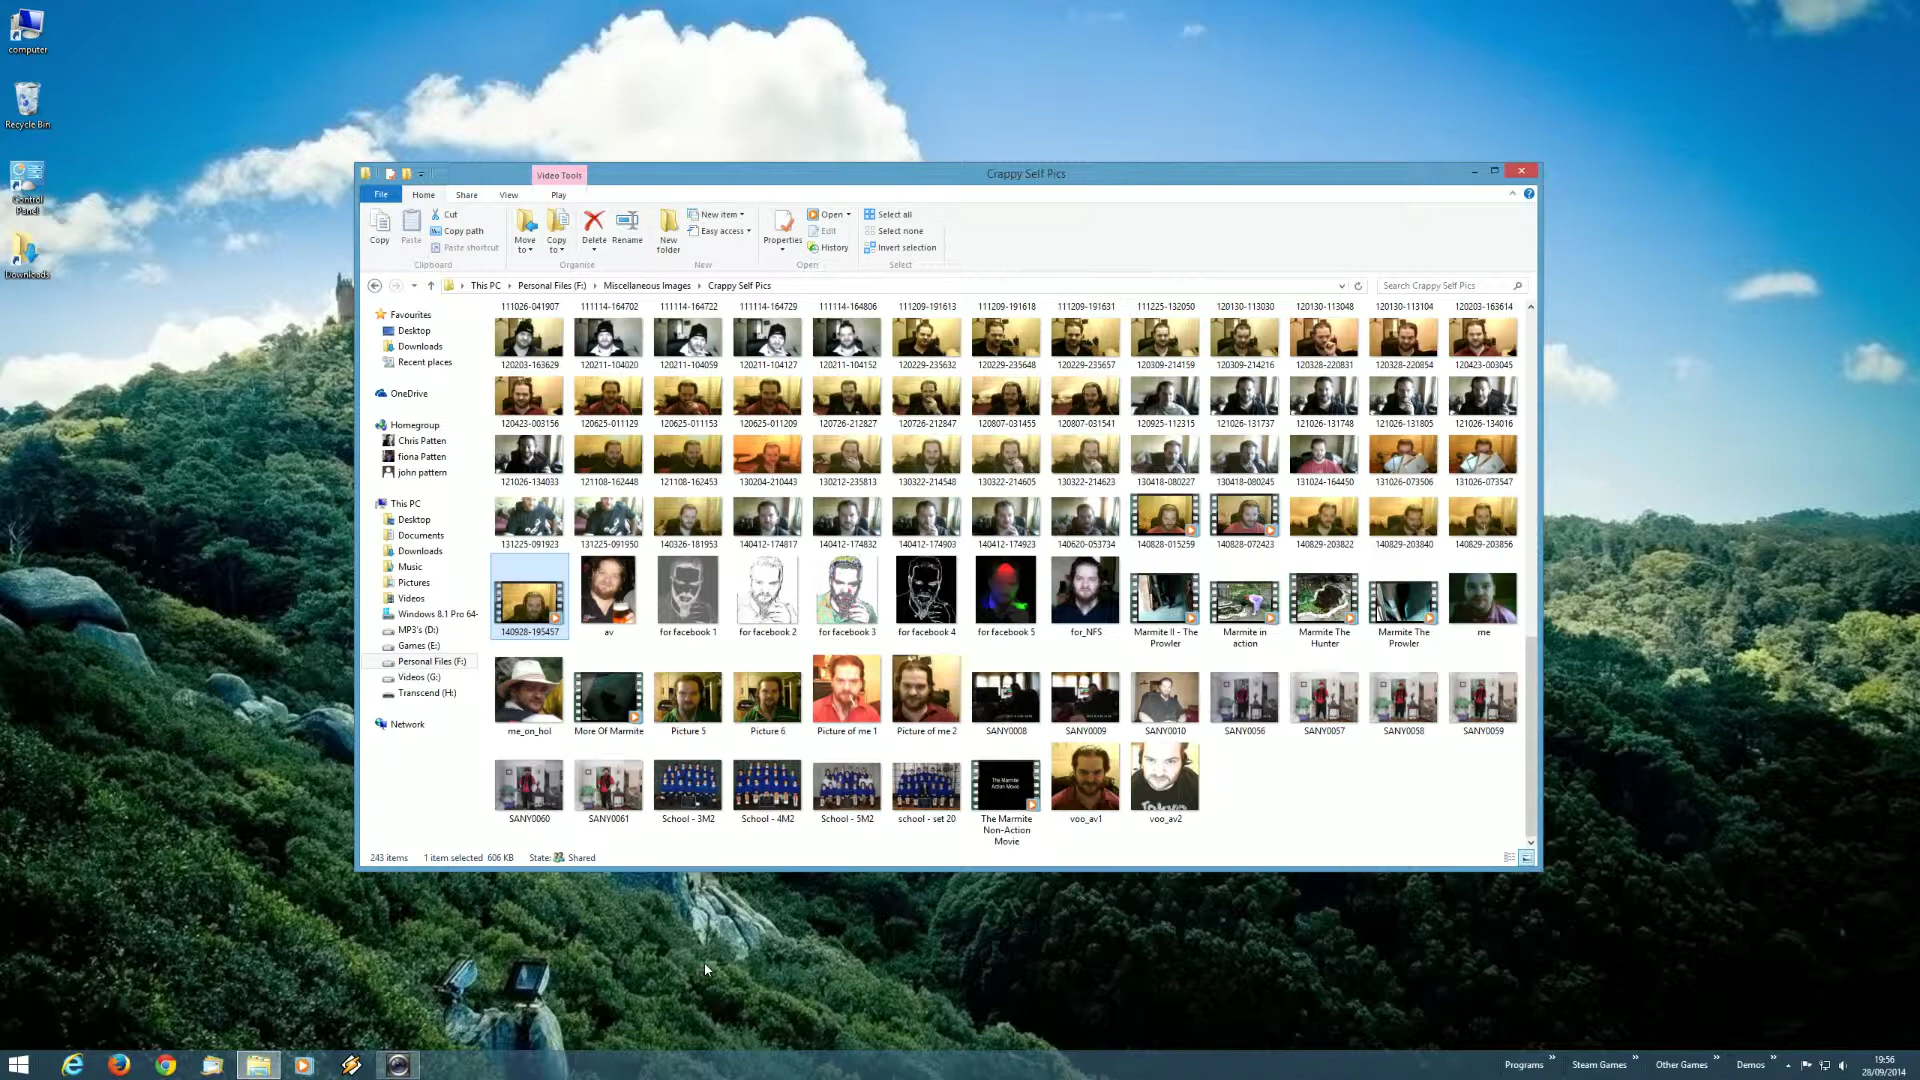 computer
Recycle Bin
Control
Panel
Downloads
Video Tools
Crappy Self Pics
File Home Share View Play
Copy
Paste
Cut
Copy path
Paste shortcut
Clipboard
Move
to
Copy
to
Delete
Rename
Organise
New
folder
New item
Easy access
New
Properties
Open
Edit
History
Open
Select all
Select none
Invert selection
Select
This PC Personal Files (F:) Miscellaneous Images Crappy Self Pics
Search Crappy Self Pics
Favourites
Desktop
Downloads
Recent places
OneDrive
Homegroup
Chris Patten
fiona Patten
john pattern
This PC
Desktop
Documents
Downloads
Music
Pictures
Videos
Windows 8.1 Pro 64-
MP3's (D:)
Games (E:)
Personal Files (F:)
Videos (G:)
Transcend (H:)
Network
111026-041907 111114-164702 111114-164722 111114-164729 111114-164806 111209-191613 111209-191618 111209-191631 111225-132050 120130-113030 120130-113048 120130-113104 120203-163614
120203-163629 120211-104020 120211-104059 120211-104127 120211-104152 120229-235632 120229-235648 120229-235657 120309-214159 120309-214216 120328-220831 120328-220854 120423-003045
120423-003156 120625-011129 120625-011153 120625-011209 120726-212827 120726-212847 120807-031455 120807-031541 120925-112315 121026-131737 121026-131748 121026-131805 121026-134016
121026-134033 121108-162448 121108-162453 130204-210443 130212-235813 130322-214548 130322-214605 130322-214623 130418-080227 130418-080245 131024-164450 131026-073506 131026-073547
131225-091923 131225-091950 140326-181953 140412-174817 140412-174832 140412-174903 140412-174923 140620-053734 140828-015259 140828-072423 140829-203822 140829-203840 140829-203856
140928-195457 av for facebook 1 for facebook 2 for facebook 3 for facebook 4 for facebook 5 for_NFS Marmite II - The Prowler Marmite in action Marmite The Hunter Marmite The Prowler me
me_on_hol More Of Marmite Picture 5 Picture 6 Picture of me 1 Picture of me 2 SANY0008 SANY0009 SANY0010 SANY0056 SANY0057 SANY0058 SANY0059
The Marmite
Action Movie
SANY0060 SANY0061 School - 3M2 School - 4M2 School - 5M2 school - set 20 The Marmite Non-Action Movie voo_av1 voo_av2
TOKYO
243 items 1 item selected 606 KB State: Shared
Programs Steam Games Other Games Demos
19:56
28/09/2014